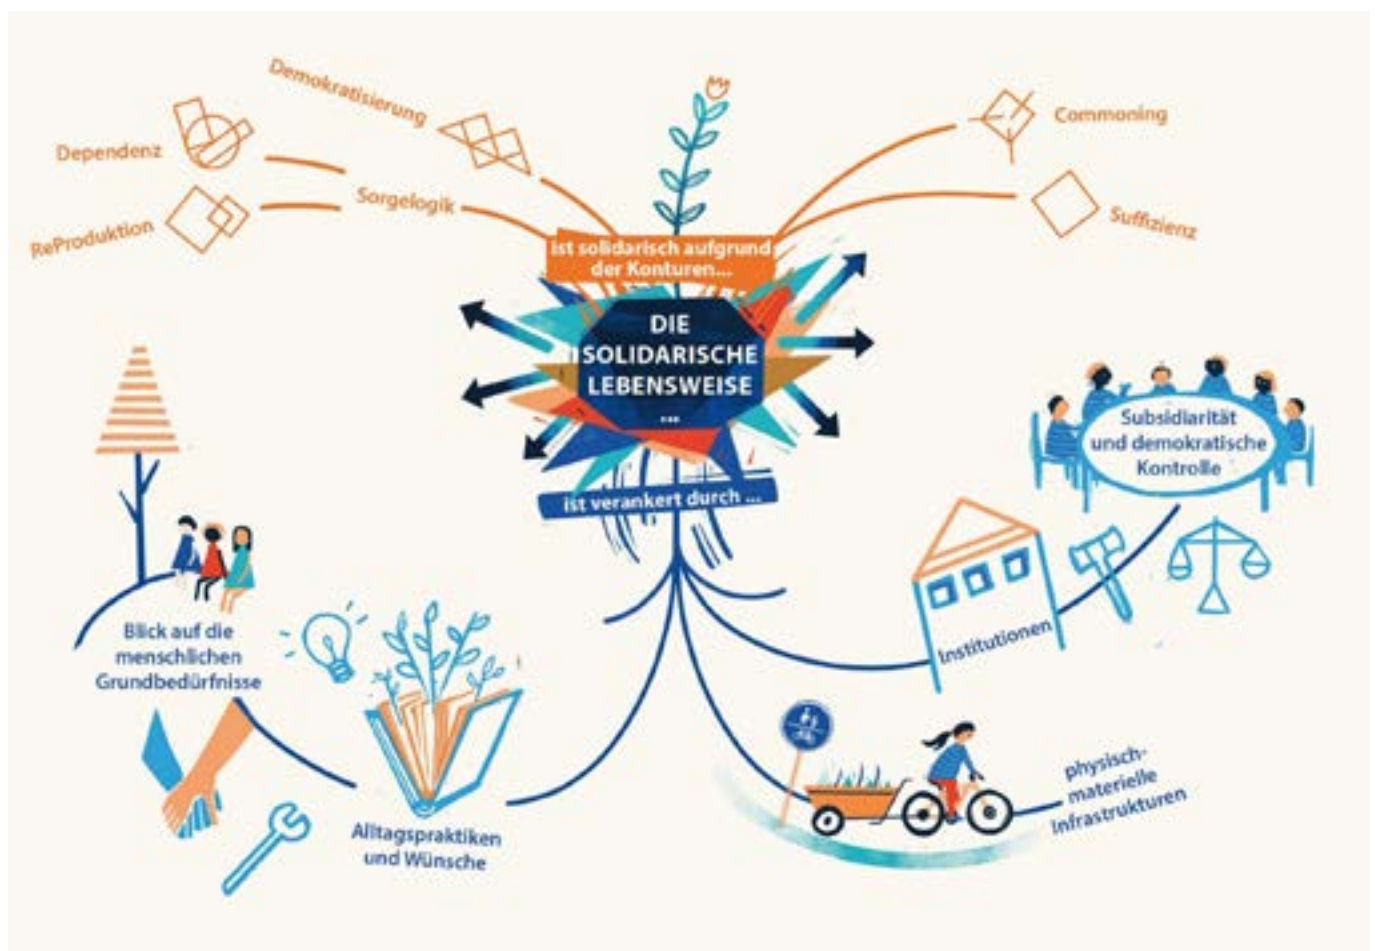 Demokratisierung
Dependenz
Sorgelogik
ReProduktion
Commoning
Suffizienz
ist solidarisch aufgrund
der Konturen...
DIE
SOLIDARISCHE
LEBENSWEISE
...
ist verankert durch ...
Subsidiarität
und demokratische
Kontrolle
Institutionen
Blick auf die
menschlichen
Grundbedürfnisse
Alltagspraktiken
und Wünsche
physisch-
materielle
Infrastrukturen